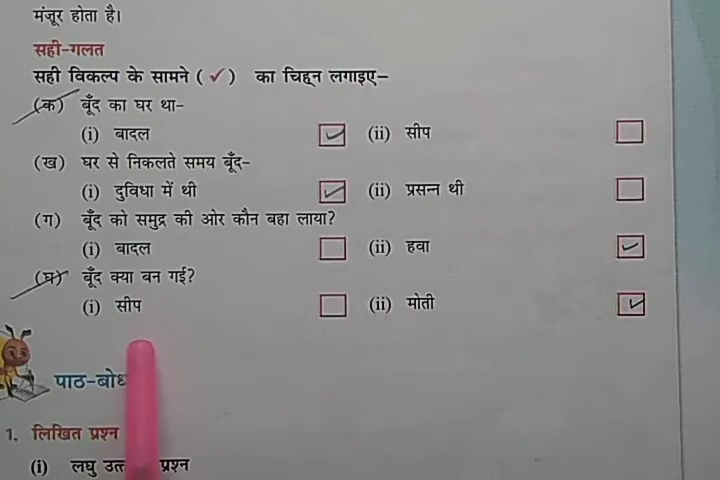 मंजूर होता है।
सही-गलत
सही विकल्प के सामने ( ✓ ) का चिह्न लगाइए–
(क) बूँद का घर था–
(i) बादल ✓ (ii) सीप
(ख) घर से निकलते समय बूँद–
(i) दुविधा में थी ✓ (ii) प्रसन्न थी
(ग) बूँद को समुद्र की ओर कौन बहा लाया?
(i) बादल (ii) हवा ✓
(घ) बूँद क्या बन गई?
(i) सीप (ii) मोती ✓
पाठ-बोध
1. लिखित प्रश्न
(i) लघु प्रश्न